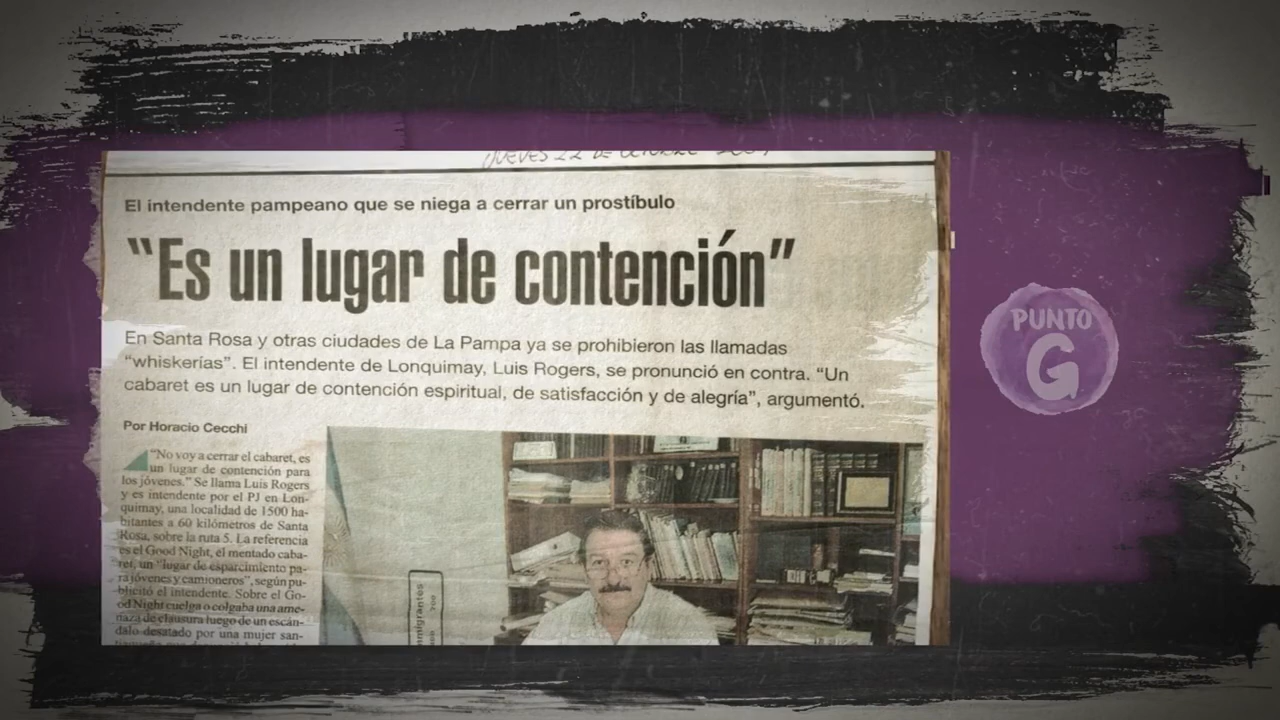 JUEVES 22 DE OCTUBRE
El intendente pampeano que se niega a cerrar un prostíbulo
“Es un lugar de contención”
En Santa Rosa y otras ciudades de La Pampa ya se prohibieron las llamadas
“whiskerías”. El intendente de Lonquimay, Luis Rogers, se pronunció en contra. “Un
cabaret es un lugar de contención espiritual, de satisfacción y de alegría”, argumentó.
Por Horacio Cecchi
“No voy a cerrar el cabaret, es
un lugar de contención para
los jóvenes.” Se llama Luis Rogers
y es intendente por el PJ en Lon-
quimay, una localidad de 1500 ha-
bitantes a 60 kilómetros de Santa
Rosa, sobre la ruta 5. La referencia
es el Good Night, el mentado caba-
ret, un “lugar de esparcimiento pa-
ra jóvenes y camioneros”, según pu-
blicitó el intendente. Sobre el Go-
od Night cuelga o colgaba una ame-
naza de clausura luego de un escán-
dalo desatado por una mujer san-
PUNTO
G